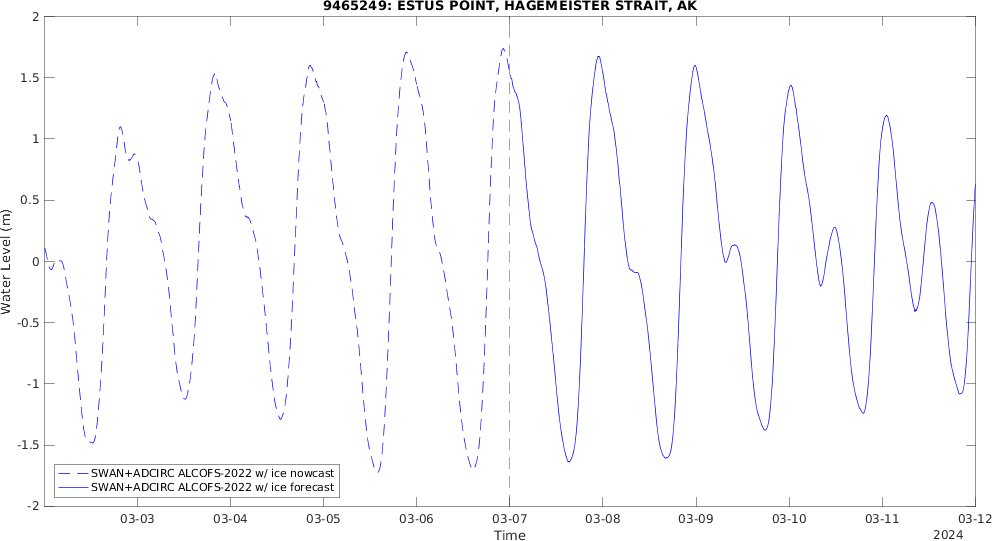 9465249: ESTUS POINT, HAGEMEISTER STRAIT, AK
2
1.5
1
0.5
0
-0.5
-1
-1.5
-2
Water Level (m)
SWAN+ADCIRC ALCOFS-2022 w/ ice nowcast
SWAN+ADCIRC ALCOFS-2022 w/ ice forecast
03-03 03-04 03-05 03-06 03-07 03-08 03-09 03-10 03-11 03-12
Time
2024